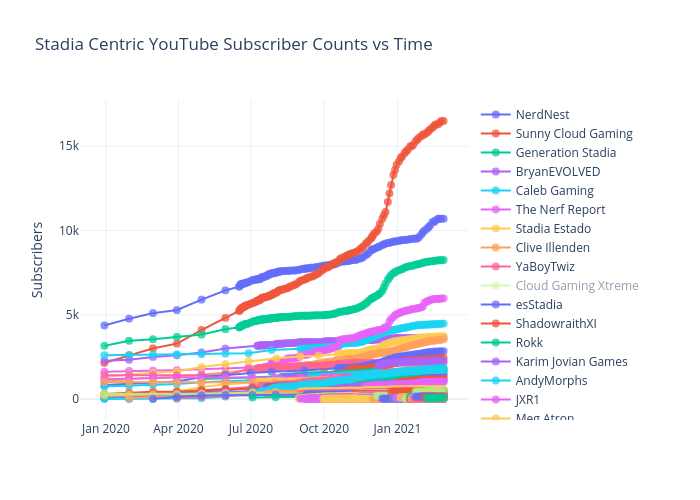 Stadia Centric YouTube Subscriber Counts vs Time
15k
10k
5k
0
Subscribers
Jan 2020
Apr 2020
Jul 2020
Oct 2020
Jan 2021
NerdNest
Sunny Cloud Gaming
Generation Stadia
BryanEVOLVED
Caleb Gaming
The Nerf Report
Stadia Estado
Clive Illenden
YaBoyTwiz
Cloud Gaming Xtreme
esStadia
ShadowraithXI
Rokk
Karim Jovian Games
AndyMorphs
JXR1
Meg Atron